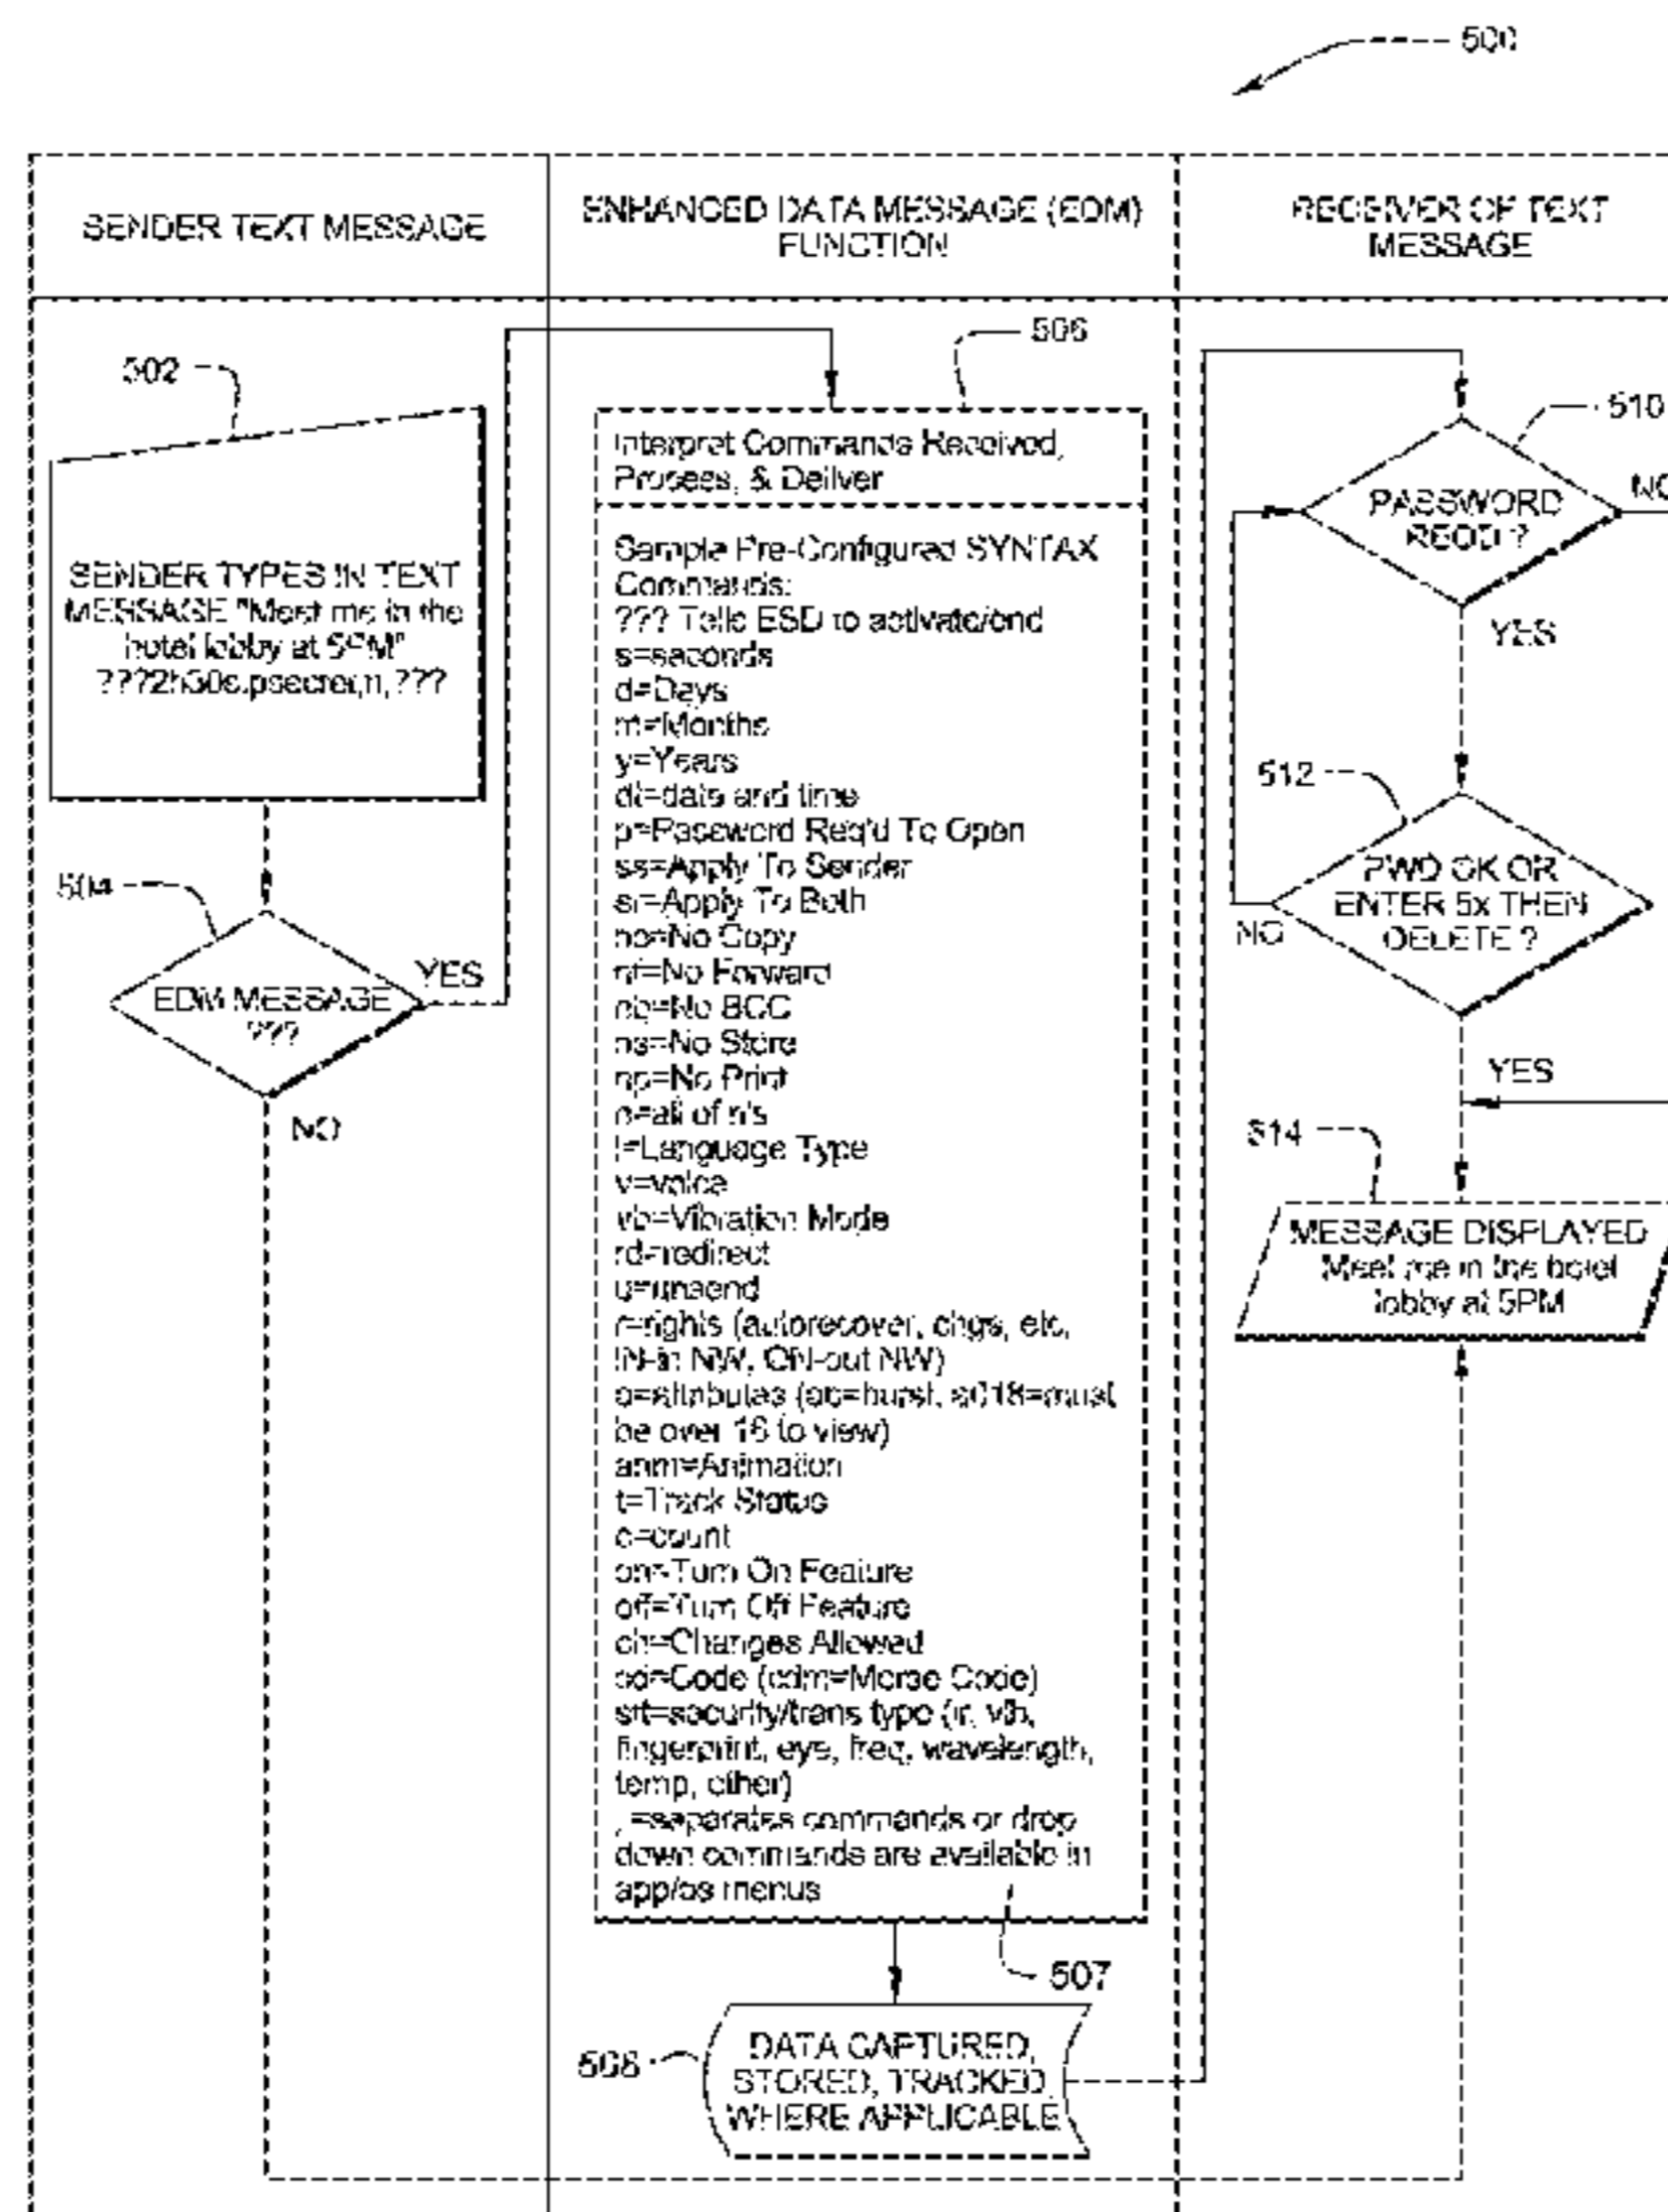 500
SENDER TEXT MESSAGE
ENHANCED DATA MESSAGE (EDM)
FUNCTION
RECEIVER OF TEXT
MESSAGE
502
SENDER TYPES IN TEXT
MESSAGE "Meet me in the
hotel lobby at 5PM"
504
EDM MESSAGE
???
YES
NO
506
Interpret Commands Received,
Process, & Deliver
Sample Pre-Configured SYNTAX
Commands:
??? Tells ESD to activate/end
s=seconds
d=Days
m=Months
y=Years
dt=date and time
p=Password Req'd To Open
ss=Apply To Sender
sr=Apply To Both
nc=No Copy
nf=No Forward
nb=No BCC
ns=No Store
np=No Print
n=all of n's
l=Language Type
v=voice
vb=Vibration Mode
rd=redirect
u=unsend
r=rights (autorecover, chgs, etc,
IN-in NW, ON-out NW)
a=attributes (ab=burst, a018=must
be over 18 to view)
anm=Animation
t=Track Status
c=count
on=Turn On Feature
off=Turn Off Feature
ch=Changes Allowed
cd=Code (cdm=Morse Code)
stt=security/trans type (ir, vib,
fingerprint, eye, freq, wavelength,
temp, other)
, =separates commands or drop
down commands are available in
app/os menus
507
508
DATA CAPTURED,
STORED, TRACKED,
WHERE APPLICABLE
510
PASSWORD
REQD ?
YES
512
PWD OK OR
ENTER 5x THEN
DELETE ?
NO
YES
514
MESSAGE DISPLAYED
Meet me in the hotel
lobby at 5PM